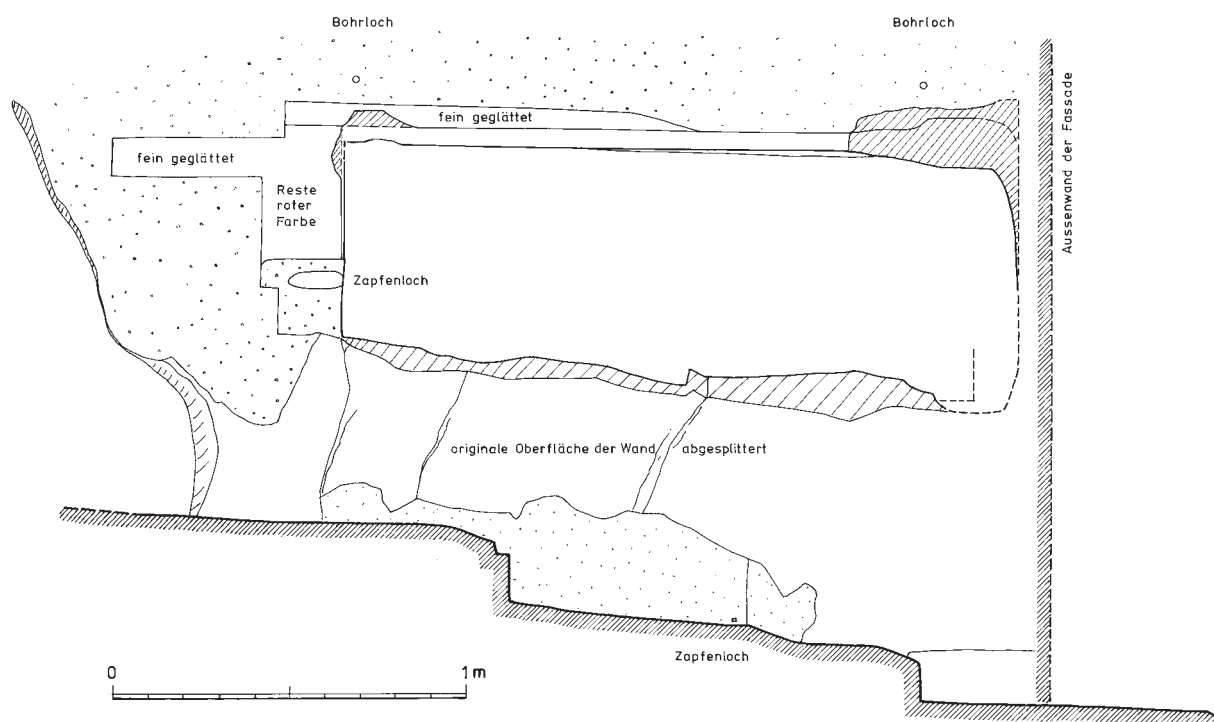 Bohrloch
Bohrloch
fein geglättet
fein geglättet
Reste
roter
Farbe
Zapfenloch
Aussenwand der Fassade
originale Oberfläche der Wand abgesplittert
Zapfenloch
0 1 m